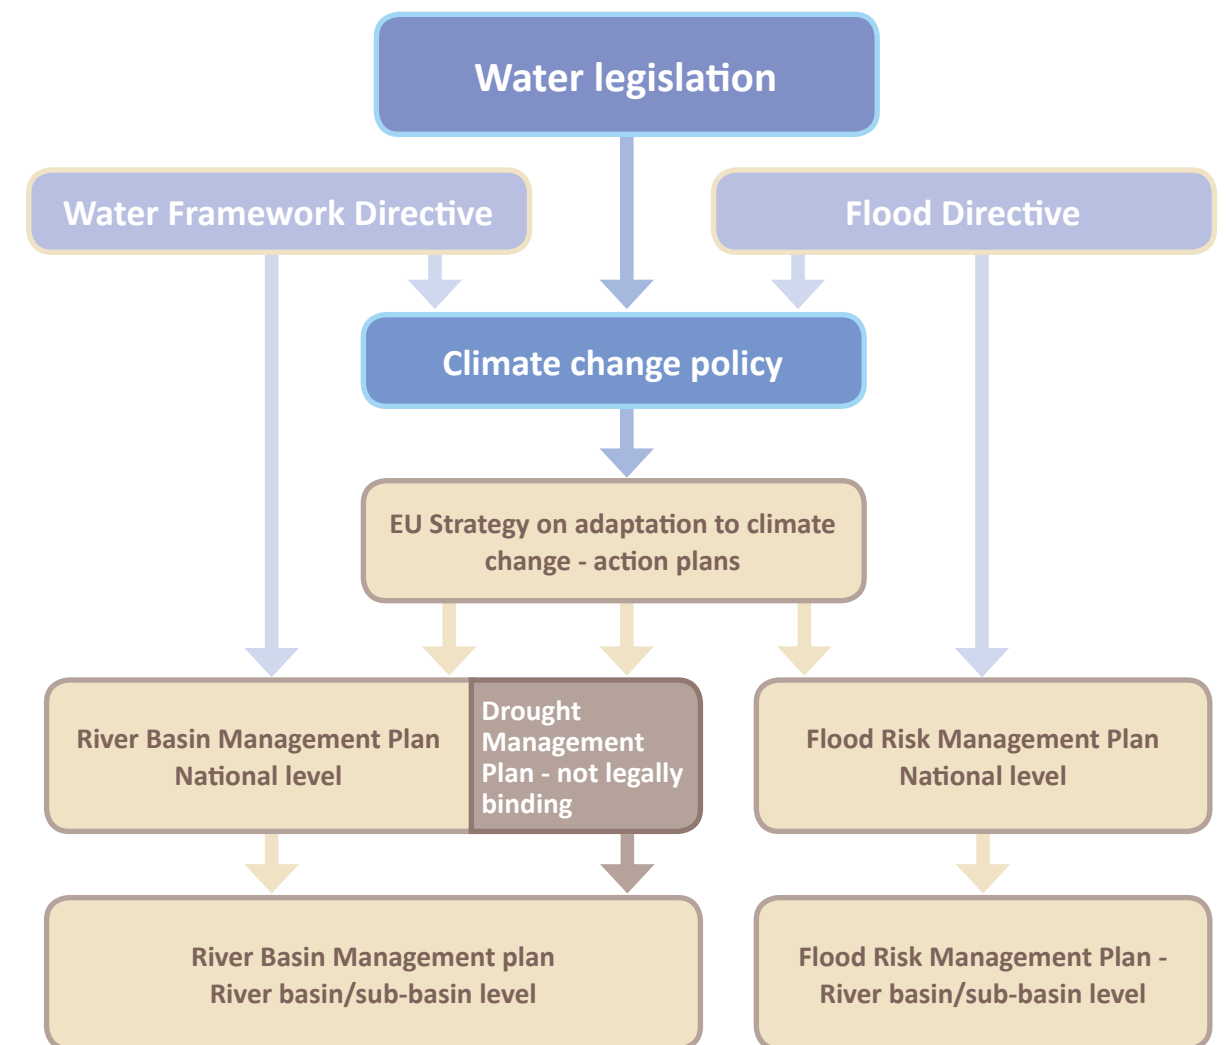 Water legislation
Water Framework Directive
Flood Directive
Climate change policy
EU Strategy on adaptation to climate
change - action plans
River Basin Management Plan
National level
Drought
Management
Plan - not legally
binding
Flood Risk Management Plan
National level
River Basin Management plan
River basin/sub-basin level
Flood Risk Management Plan -
River basin/sub-basin level